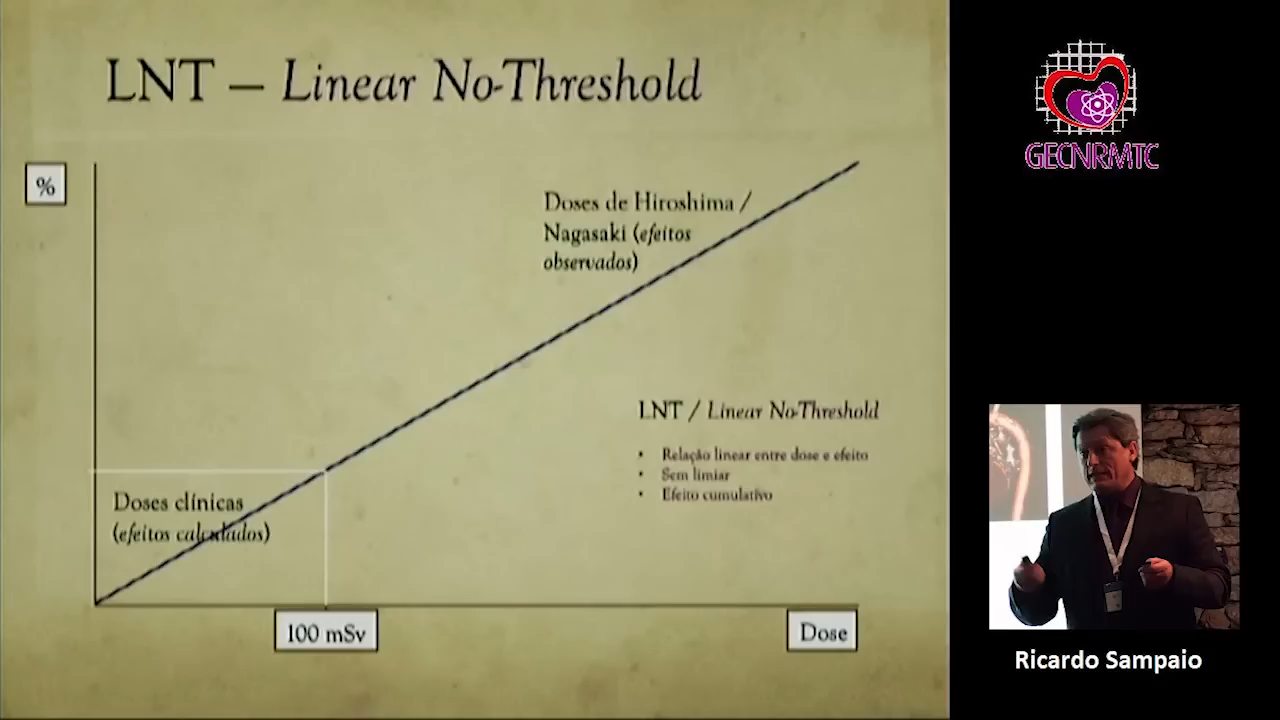 LNT – Linear No-Threshold
%
Doses de Hiroshima /
Nagasaki (efeitos
observados)
LNT / Linear No-Threshold
• Relação linear entre dose e efeito
• Sem limiar
• Efeito cumulativo
Doses clínicas
(efeitos calculados)
100 mSv
Dose
GECNRMTC
Ricardo Sampaio